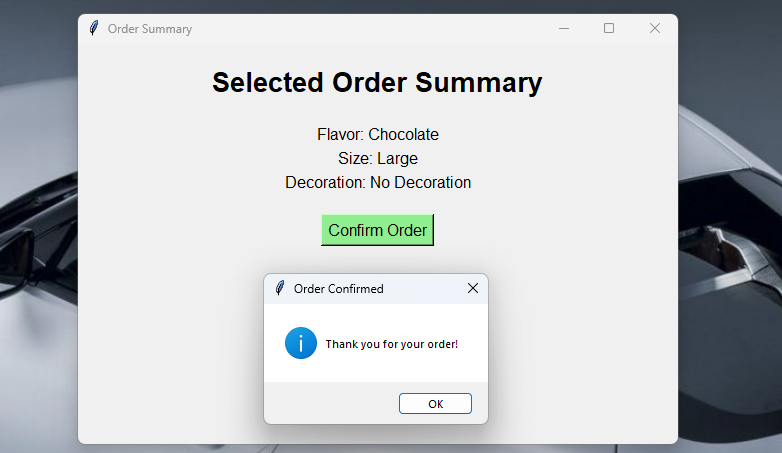 Order Summary
Selected Order Summary
Flavor: Chocolate
Size: Large
Decoration: No Decoration
Confirm Order
Order Confirmed
Thank you for your order!
OK